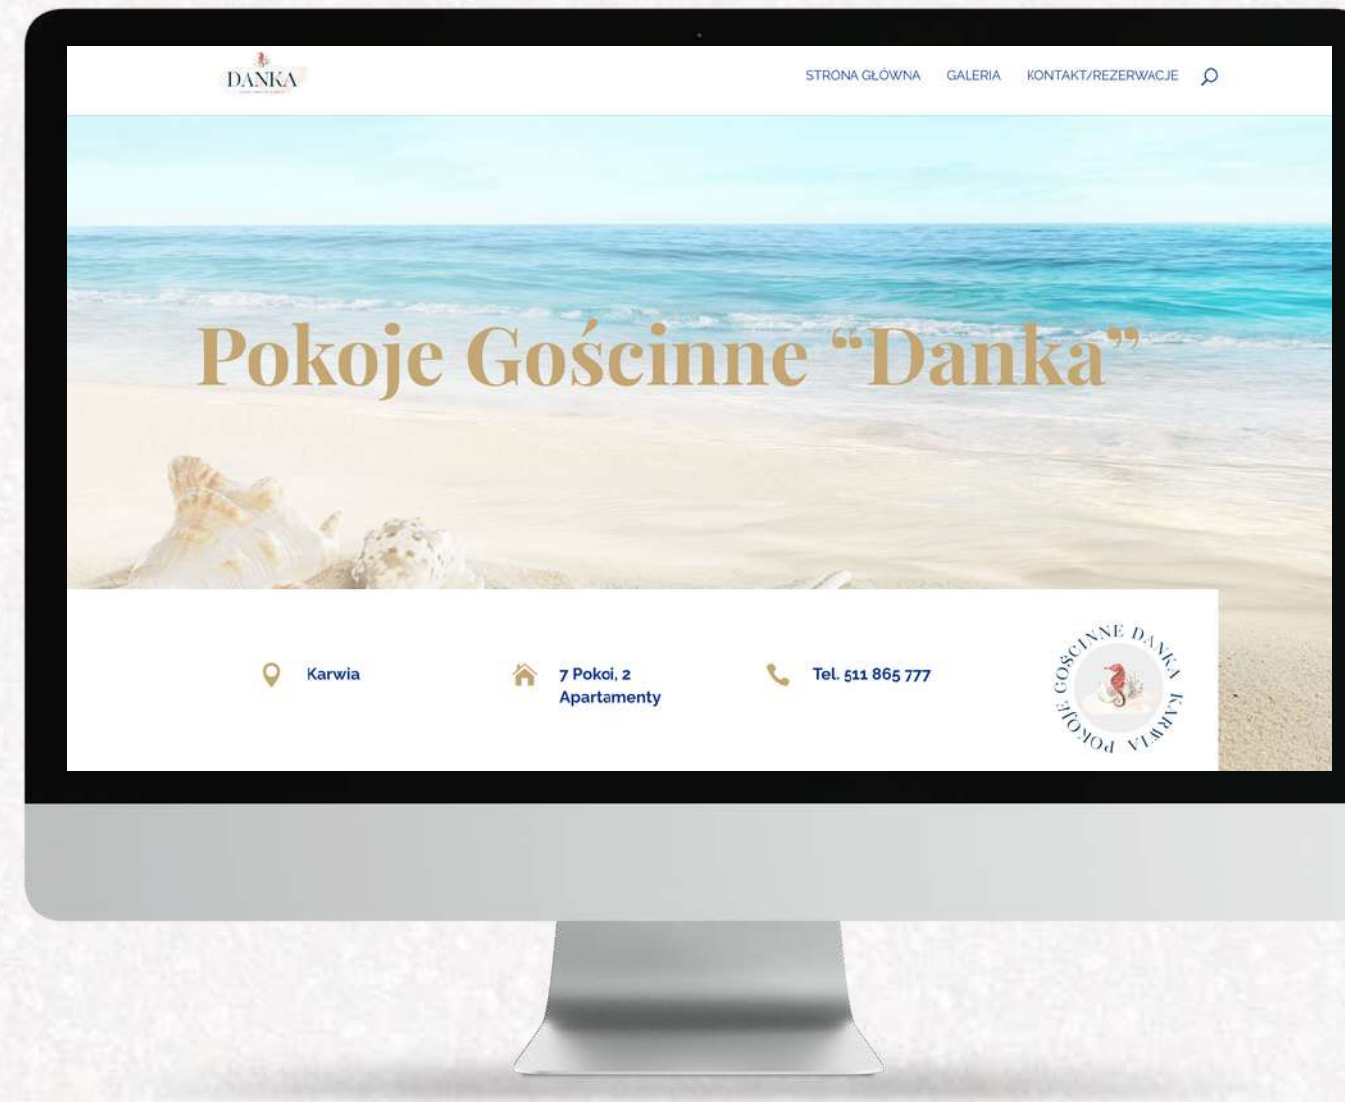 DANKA
STRONA GŁÓWNA GALERIA KONTAKT/REZERWACJE
Pokoje Gościnne “Danka”
Karwia
7 Pokoi, 2
Apartamenty
Tel. 511 865 777
POKOJE GOŚCINNE DANKA KARWIA